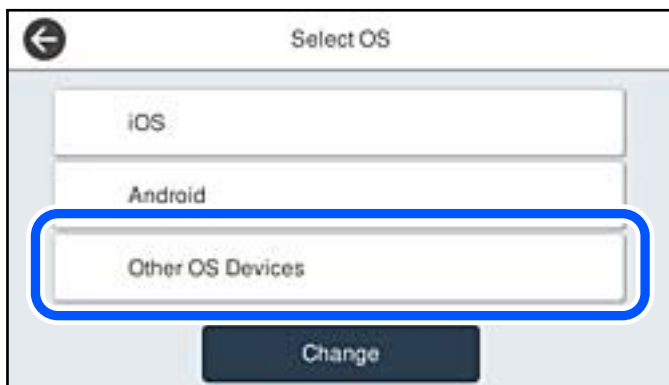 Select OS
iOS
Android
Other OS Devices
Change